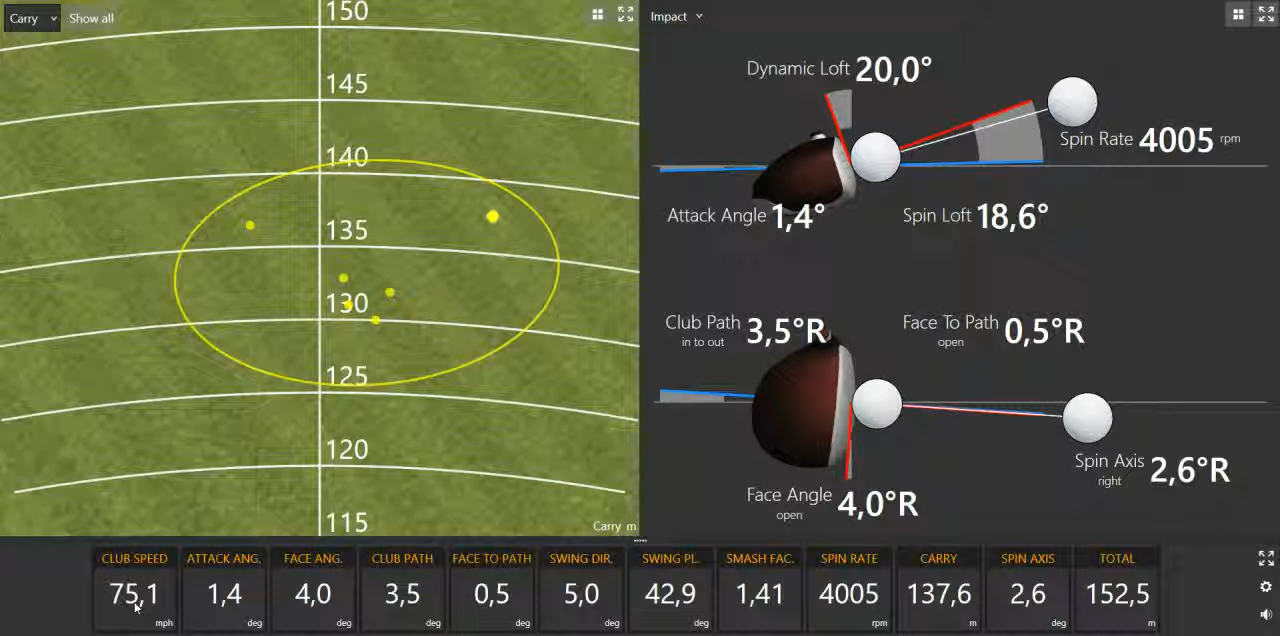 Carry
Show all
150
145
140
135
130
125
120
115
Carry m
Impact
Dynamic Loft 20,0°
Spin Rate 4005 rpm
Attack Angle 1,4°
Spin Loft 18,6°
Club Path 3,5°R
in to out
Face To Path 0,5°R
open
Spin Axis 2,6°R
right
Face Angle 4,0°R
open
CLUB SPEED ATTACK ANG. FACE ANG. CLUB PATH FACE TO PATH SWING DIR. SWING PL. SMASH FAC. SPIN RATE CARRY SPIN AXIS TOTAL
75,1 1,4 4,0 3,5 0,5 5,0 42,9 1,41 4005 137,6 2,6 152,5
mph deg deg deg deg deg deg rpm m deg m